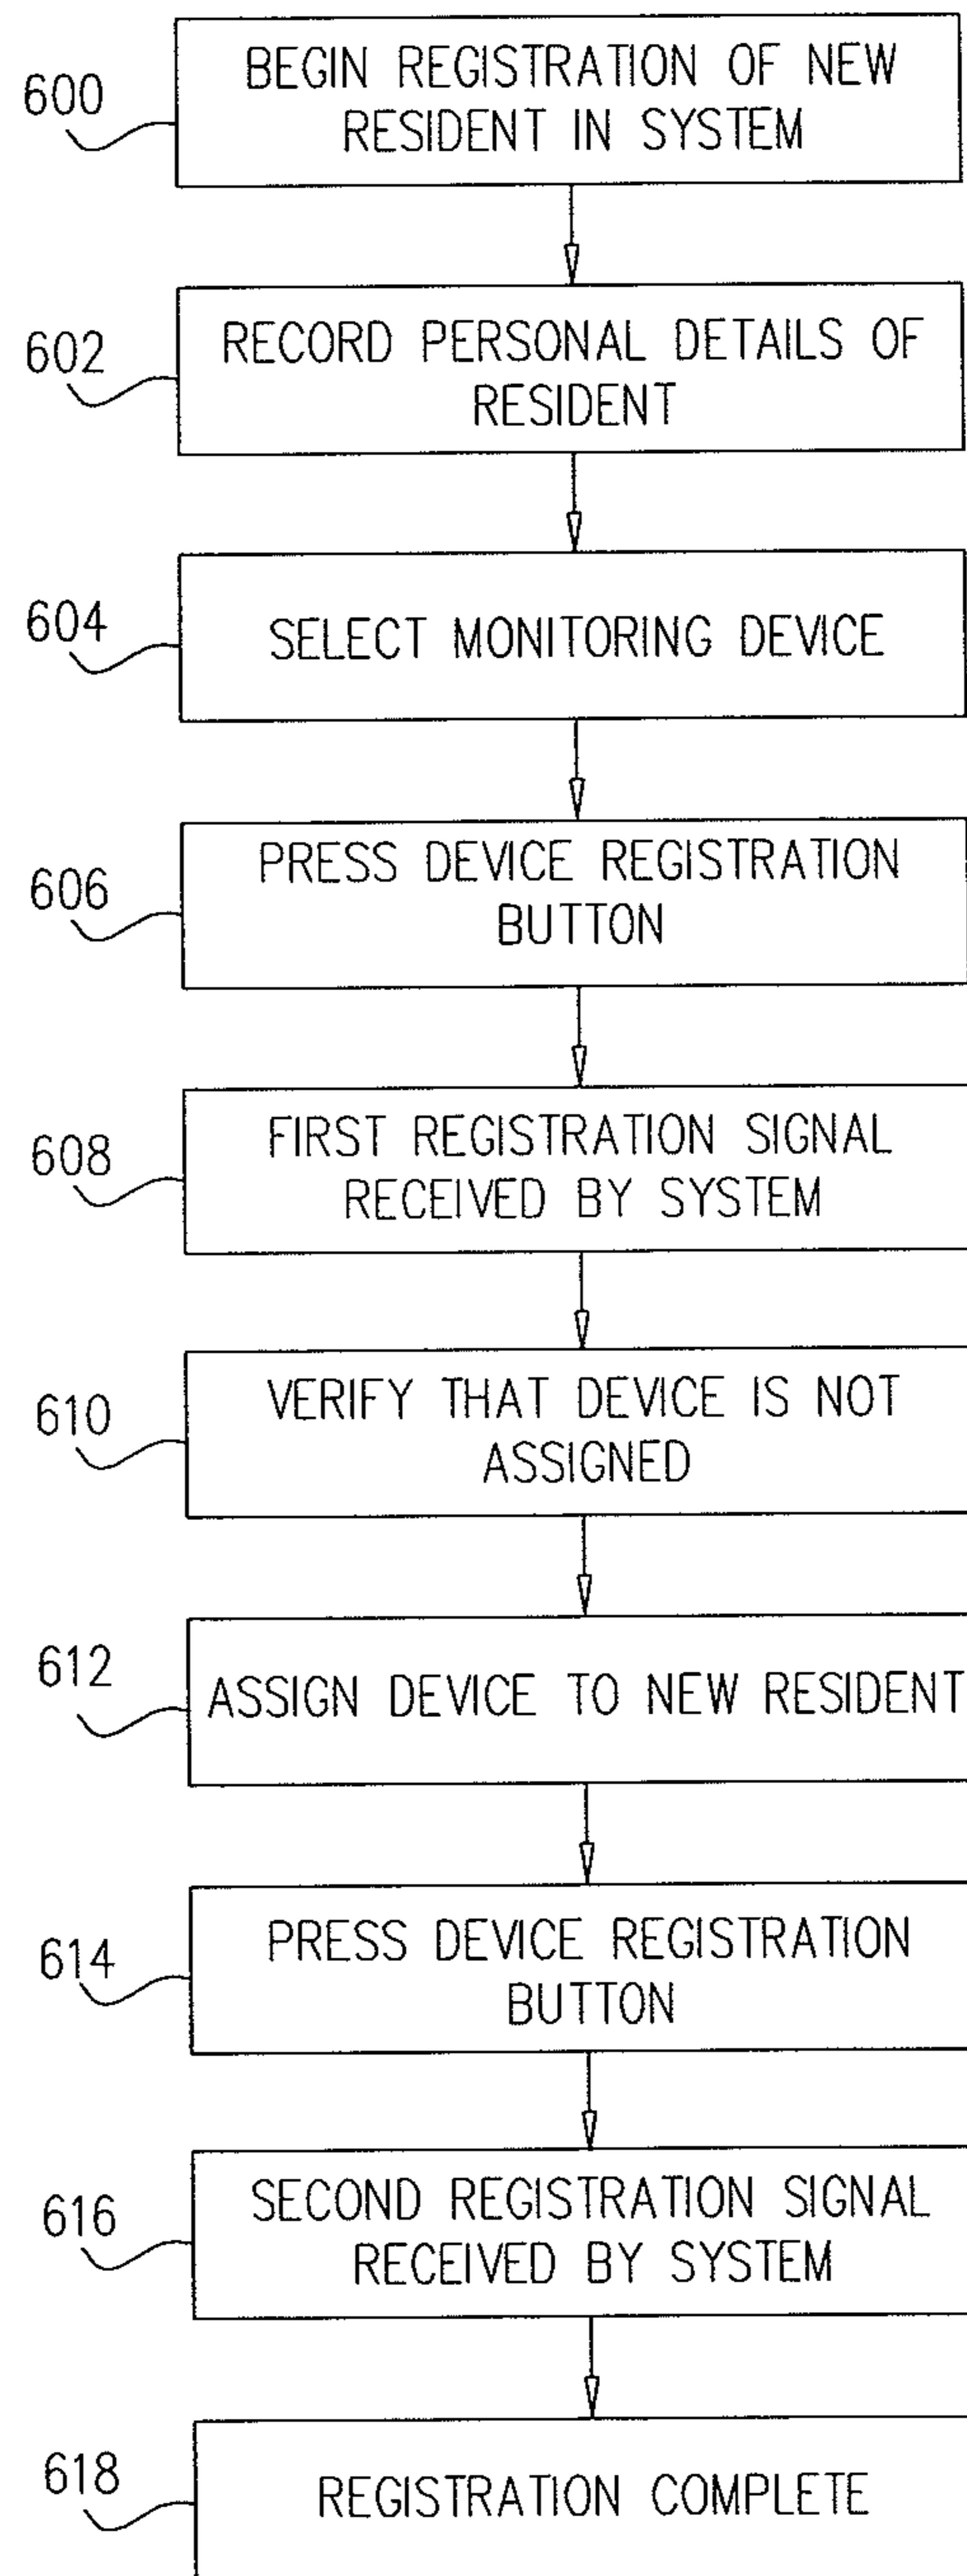 600
BEGIN REGISTRATION OF NEW
RESIDENT IN SYSTEM
602
RECORD PERSONAL DETAILS OF
RESIDENT
604
SELECT MONITORING DEVICE
606
PRESS DEVICE REGISTRATION
BUTTON
608
FIRST REGISTRATION SIGNAL
RECEIVED BY SYSTEM
610
VERIFY THAT DEVICE IS NOT
ASSIGNED
612
ASSIGN DEVICE TO NEW RESIDENT
614
PRESS DEVICE REGISTRATION
BUTTON
616
SECOND REGISTRATION SIGNAL
RECEIVED BY SYSTEM
618
REGISTRATION COMPLETE